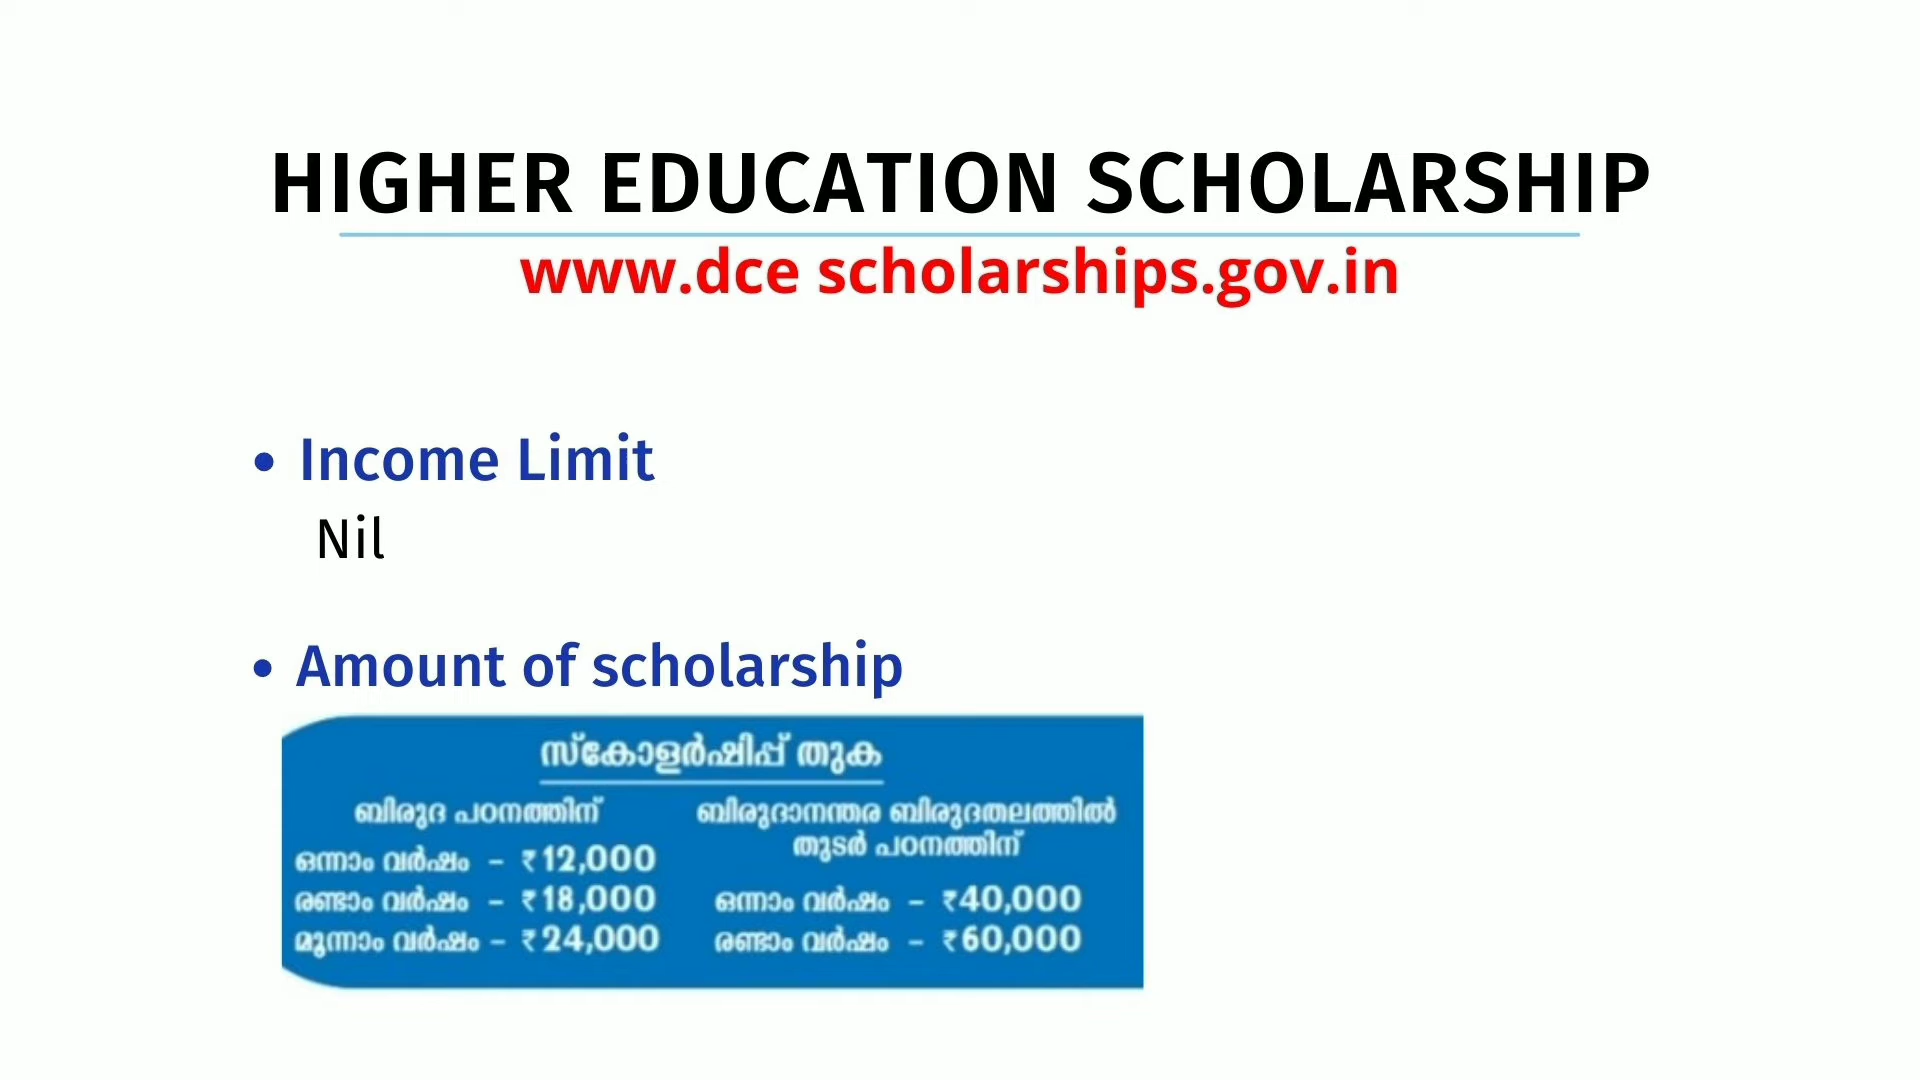 HIGHER EDUCATION SCHOLARSHIP
www.dce scholarships.gov.in
• Income Limit
Nil
• Amount of scholarship
സ്കോളർഷിപ്പ് തുക
ബിരുദ പഠനത്തിന്
ഒന്നാം വർഷം – ₹12,000
രണ്ടാം വർഷം – ₹18,000
മൂന്നാം വർഷം – ₹24,000
ബിരുദാനന്തര ബിരുദതലത്തിൽ
തുടർ പഠനത്തിന്
ഒന്നാം വർഷം – ₹40,000
രണ്ടാം വർഷം – ₹60,000